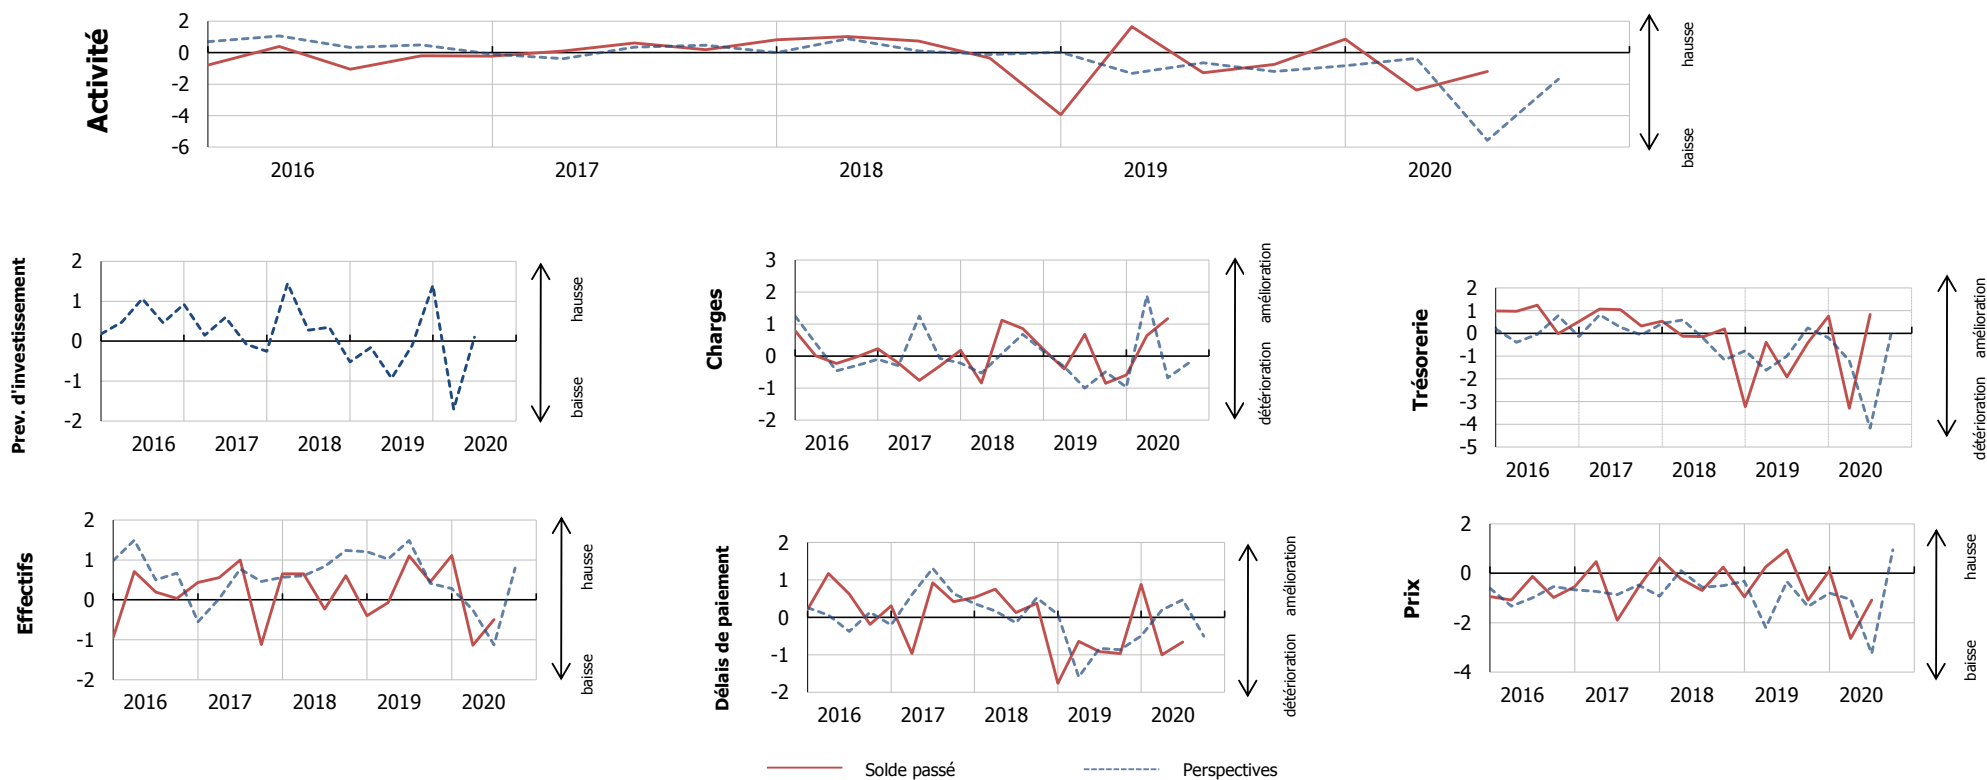 Activité
2
0
-2
-4
-6
2016 2017 2018 2019 2020
hausse
baisse
Prev. d'investissement
2
1
0
-1
-2
2016 2017 2018 2019 2020
hausse
baisse
Charges
3
2
1
0
-1
-2
2016 2017 2018 2019 2020
amélioration
détérioration
Trésorerie
2
1
0
-1
-2
-3
-4
-5
2016 2017 2018 2019 2020
amélioration
détérioration
Effectifs
2
1
0
-1
-2
2016 2017 2018 2019 2020
hausse
baisse
Délais de paiement
2
1
0
-1
-2
2016 2017 2018 2019 2020
amélioration
détérioration
Prix
2
0
-2
-4
2016 2017 2018 2019 2020
hausse
baisse
Solde passé Perspectives